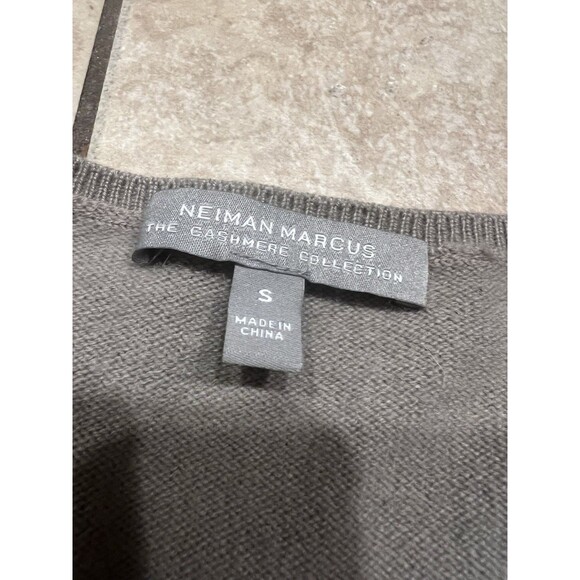 NEIMAN MARCUS
THE CASHMERE COLLECTION
S
MADE IN
CHINA